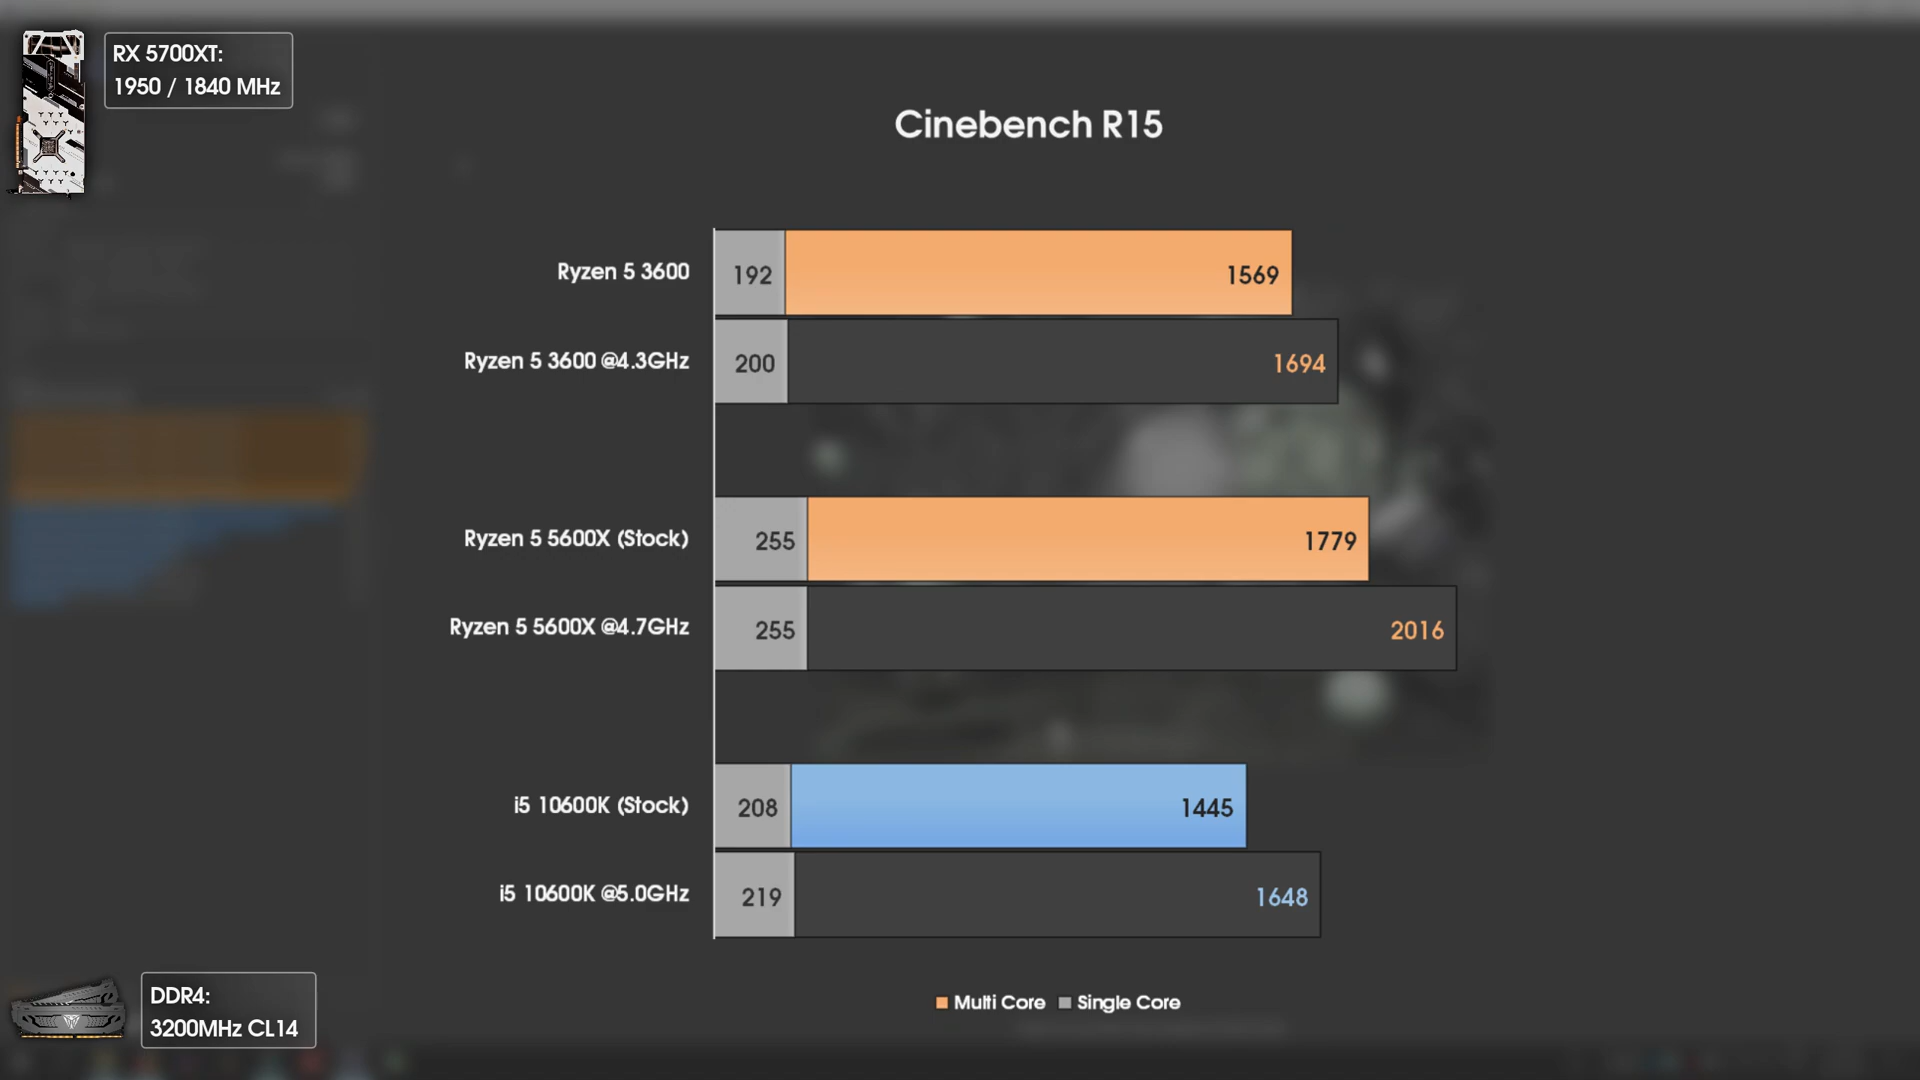 RX 5700XT:
1950 / 1840 MHz
Cinebench R15
Ryzen 5 3600
192
1569
Ryzen 5 3600 @4.3GHz
200
1694
Ryzen 5 5600X (Stock)
255
1779
Ryzen 5 5600X @4.7GHz
255
2016
i5 10600K (Stock)
208
1445
i5 10600K @5.0GHz
219
1648
Multi Core Single Core
DDR4:
3200MHz CL14